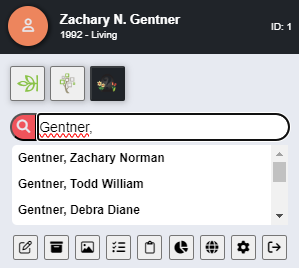 Zachary N. Gentner
1992 - Living
ID: 1
Gentner,
Gentner, Zachary Norman
Gentner, Todd William
Gentner, Debra Diane